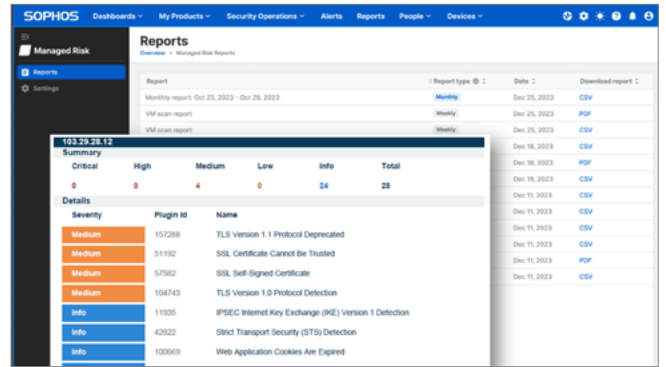 SOPHOS Dashboards My Products Security Operations Alerts Reports People Devices
Managed Risk
Reports
Settings
Reports
Overview > Managed Risk Reports
Report Report type Date Download report
Monthly report: Oct 23, 2023 - Oct 29, 2023 Monthly Dec 25, 2023 CSV
VM scan report Weekly Dec 25, 2023 PDF
VM scan report Weekly Dec 25, 2023 CSV
Dec 18, 2023 CSV
Dec 18, 2023 PDF
Dec 18, 2023 CSV
Dec 11, 2023 CSV
Dec 11, 2023 CSV
Dec 11, 2023 CSV
Dec 11, 2023 CSV
Dec 11, 2023 PDF
Dec 11, 2023 CSV
103.29.28.12
Summary
Critical High Medium Low Info Total
0 0 4 0 24 28
Details
Severity Plugin Id Name
Medium 157288 TLS Version 1.1 Protocol Deprecated
Medium 51192 SSL Certificate Cannot Be Trusted
Medium 57582 SSL Self-Signed Certificate
Medium 104743 TLS Version 1.0 Protocol Detection
Info 11935 IPSEC Internet Key Exchange (IKE) Version 1 Detection
Info 42822 Strict Transport Security (STS) Detection
Info 100669 Web Application Cookies Are Expired